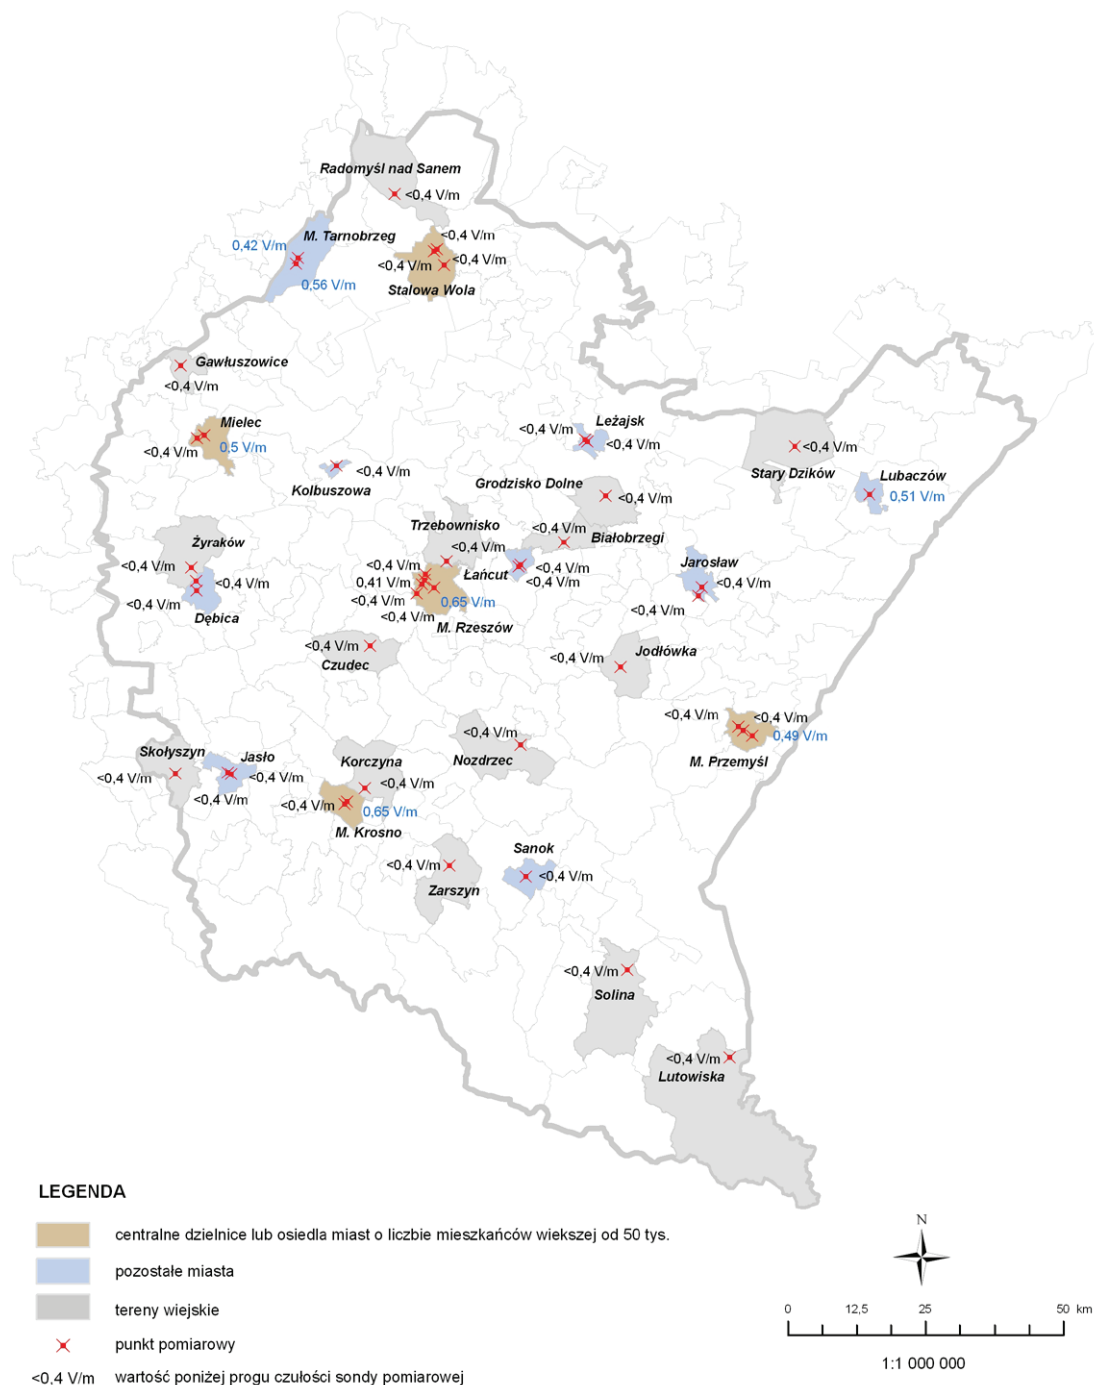 Radomyśl nad Sanem
<0,4 V/m
M. Tarnobrzeg
0,42 V/m
0,56 V/m
<0,4 V/m
<0,4 V/m
<0,4 V/m
Stalowa Wola
Gawłuszowice
<0,4 V/m
Mielec
<0,4 V/m
0,5 V/m
Kolbuszowa
<0,4 V/m
Leżajsk
<0,4 V/m
<0,4 V/m
<0,4 V/m
Stary Dzików
Lubaczów
0,51 V/m
Grodzisko Dolne
<0,4 V/m
Trzebownisko
<0,4 V/m
<0,4 V/m
Białobrzegi
Żyraków
<0,4 V/m
<0,4 V/m
<0,4 V/m
Dębica
<0,4 V/m
0,41 V/m
<0,4 V/m
<0,4 V/m
0,65 V/m
M. Rzeszów
Łańcut
<0,4 V/m
<0,4 V/m
Jarosław
<0,4 V/m
<0,4 V/m
<0,4 V/m
Czudec
Jodłówka
<0,4 V/m
<0,4 V/m
<0,4 V/m
0,49 V/m
M. Przemyśl
<0,4 V/m
Nozdrzec
Skołyszyn
<0,4 V/m
Jasło
<0,4 V/m
<0,4 V/m
Korczyna
<0,4 V/m
<0,4 V/m
0,65 V/m
M. Krosno
<0,4 V/m
Zarszyn
Sanok
<0,4 V/m
<0,4 V/m
Solina
<0,4 V/m
Lutowiska
LEGENDA
centralne dzielnice lub osiedla miast o liczbie mieszkańców wiekszej od 50 tys.
pozostałe miasta
tereny wiejskie
punkt pomiarowy
<0,4 V/m wartość poniżej progu czułości sondy pomiarowej
N
0 12,5 25 50 km
1:1 000 000